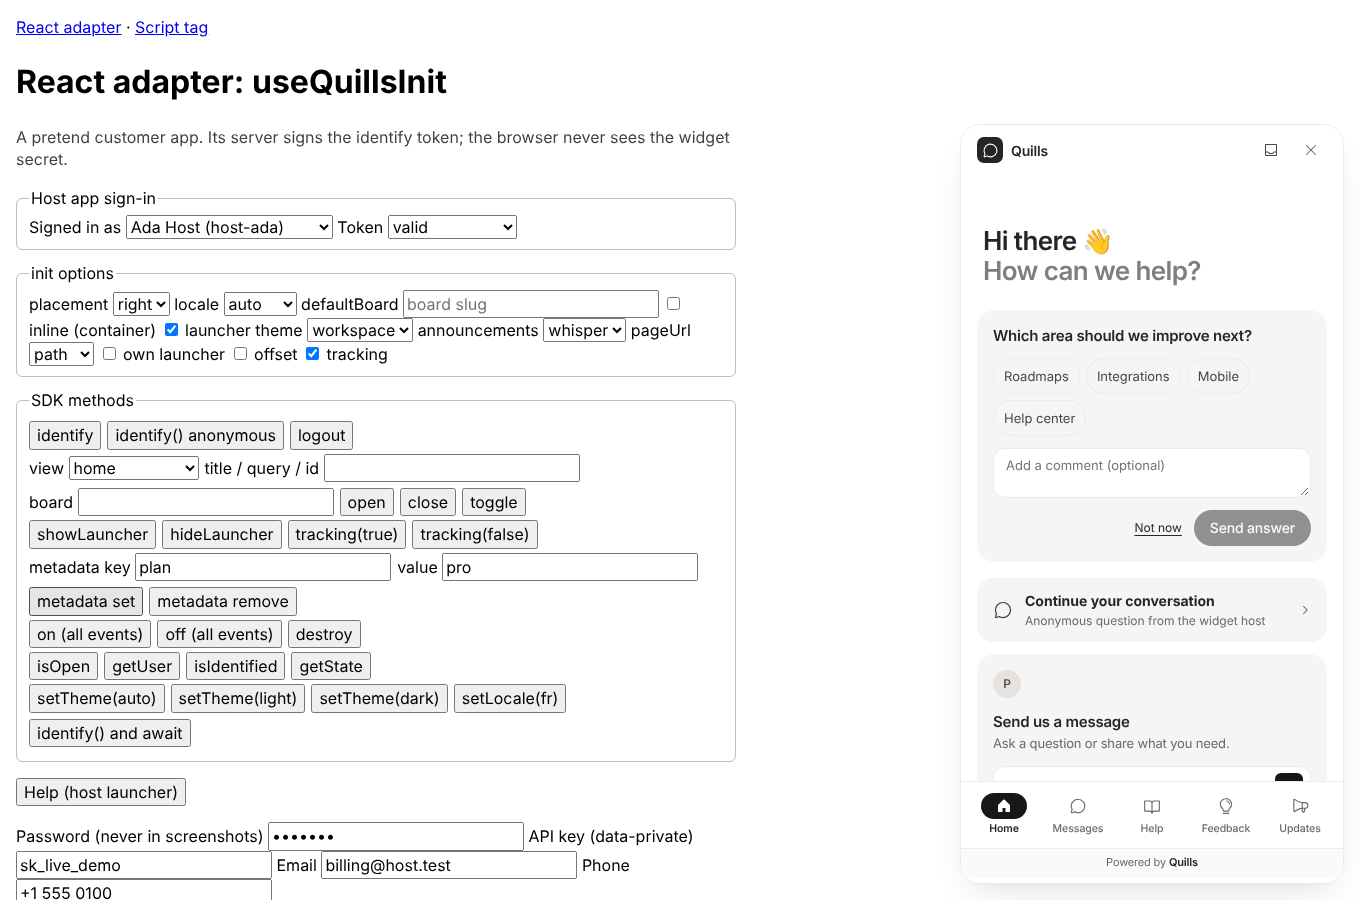 React adapter · Script tag
React adapter: useQuillsInit
A pretend customer app. Its server signs the identify token; the browser never sees the widget
secret.
Host app sign-in
Signed in as Ada Host (host-ada) Token valid
init options
placement right locale auto defaultBoard board slug
inline (container) launcher theme workspace announcements whisper pageUrl
path own launcher offset tracking
SDK methods
identify identify() anonymous logout
view home title / query / id
board open close toggle
showLauncher hideLauncher tracking(true) tracking(false)
metadata key plan value pro
metadata set metadata remove
on (all events) off (all events) destroy
isOpen getUser isIdentified getState
setTheme(auto) setTheme(light) setTheme(dark) setLocale(fr)
identify() and await
Help (host launcher)
Password (never in screenshots) ••••••• API key (data-private)
sk_live_demo Email billing@host.test Phone
+1 555 0100
Quills
Hi there 👋
How can we help?
Which area should we improve next?
Roadmaps Integrations Mobile
Help center
Add a comment (optional)
Not now Send answer
Continue your conversation
Anonymous question from the widget host
P
Send us a message
Ask a question or share what you need.
Home Messages Help Feedback Updates
Powered by Quills